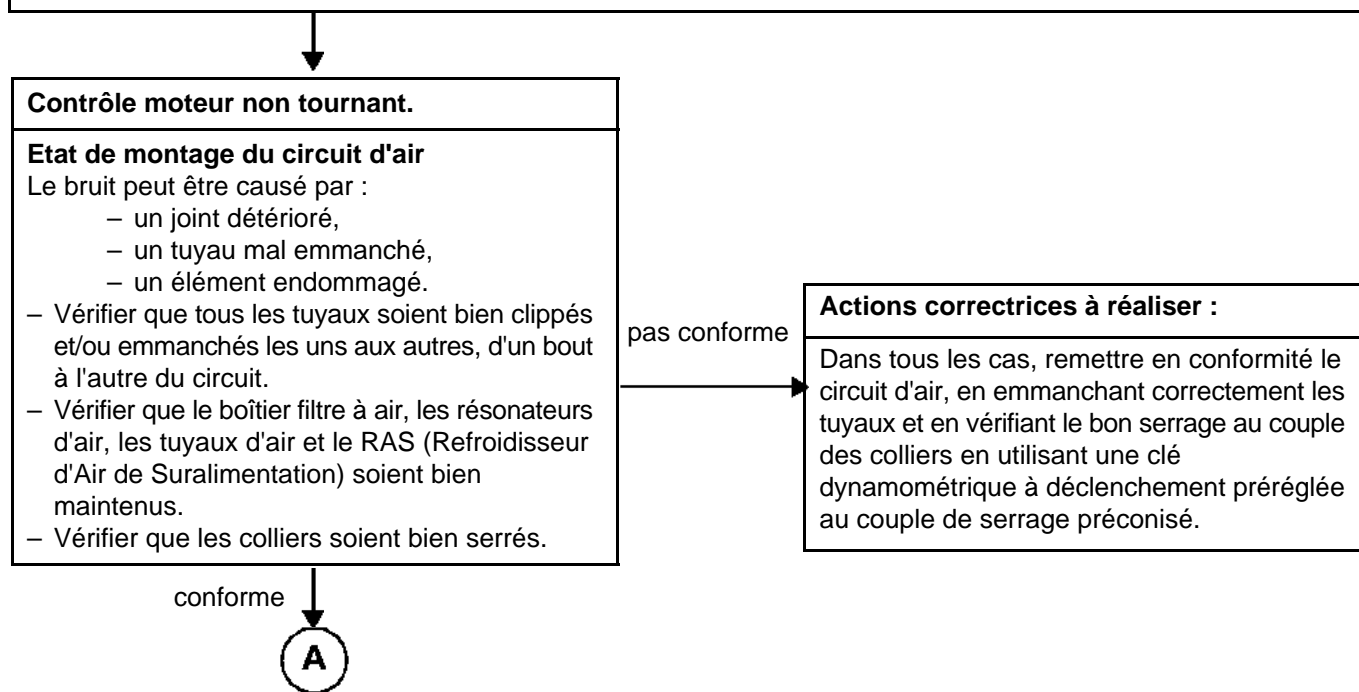 Contrôle moteur non tournant.
Etat de montage du circuit d'air
Le bruit peut être causé par :
– un joint détérioré,
– un tuyau mal emmanché,
– un élément endommagé.
– Vérifier que tous les tuyaux soient bien clippés
et/ou emmanchés les uns aux autres, d'un bout
à l'autre du circuit.
– Vérifier que le boîtier filtre à air, les résonateurs
d'air, les tuyaux d'air et le RAS (Refroidisseur
d'Air de Suralimentation) soient bien
maintenus.
– Vérifier que les colliers soient bien serrés.
pas conforme
Actions correctrices à réaliser :
Dans tous les cas, remettre en conformité le
circuit d'air, en emmanchant correctement les
tuyaux et en vérifiant le bon serrage au couple
des colliers en utilisant une clé
dynamométrique à déclenchement préréglée
au couple de serrage préconisé.
conforme
A